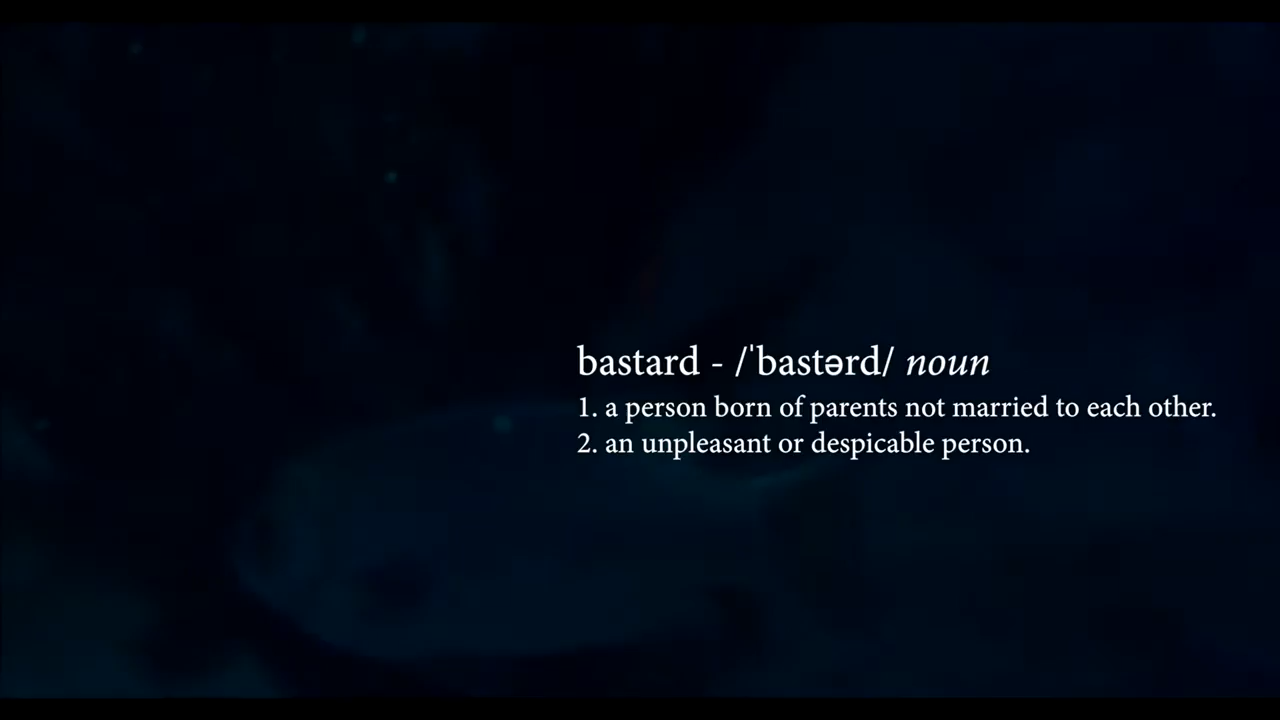 bastard - /ˈbastərd/ noun
1. a person born of parents not married to each other.
2. an unpleasant or despicable person.